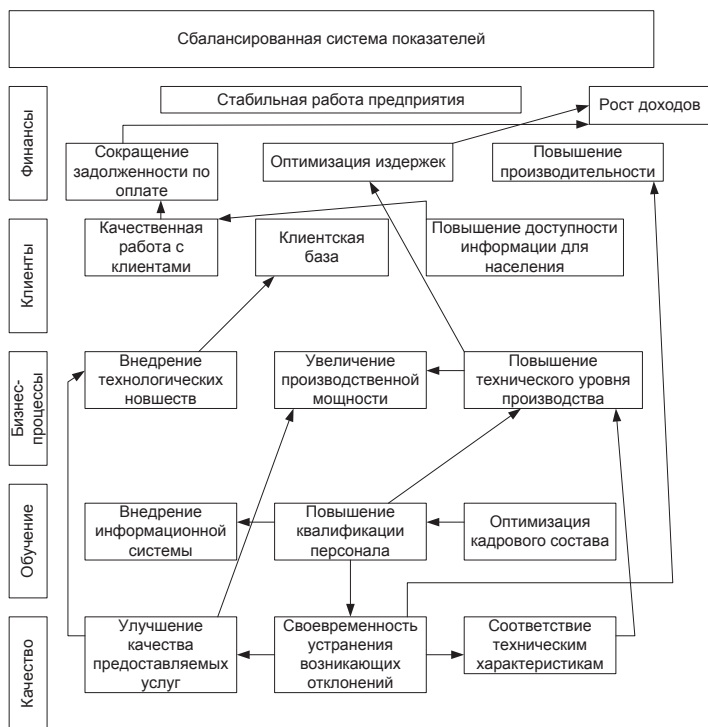 Сбалансированная система показателей
Финансы
Стабильная работа предприятия
Рост доходов
Сокращение
задолженности по
оплате
Оптимизация издержек
Повышение
производительности
Клиенты
Качественная
работа с
клиентами
Клиентская
база
Повышение доступности
информации для
населения
Бизнес-
процессы
Внедрение
технологических
новшеств
Увеличение
производственной
мощности
Повышение
технического уровня
производства
Обучение
Внедрение
информационной
системы
Повышение
квалификации
персонала
Оптимизация
кадрового состава
Качество
Улучшение
качества
предоставляемых
услуг
Своевременность
устранения
возникающих
отклонений
Соответствие
техническим
характеристикам